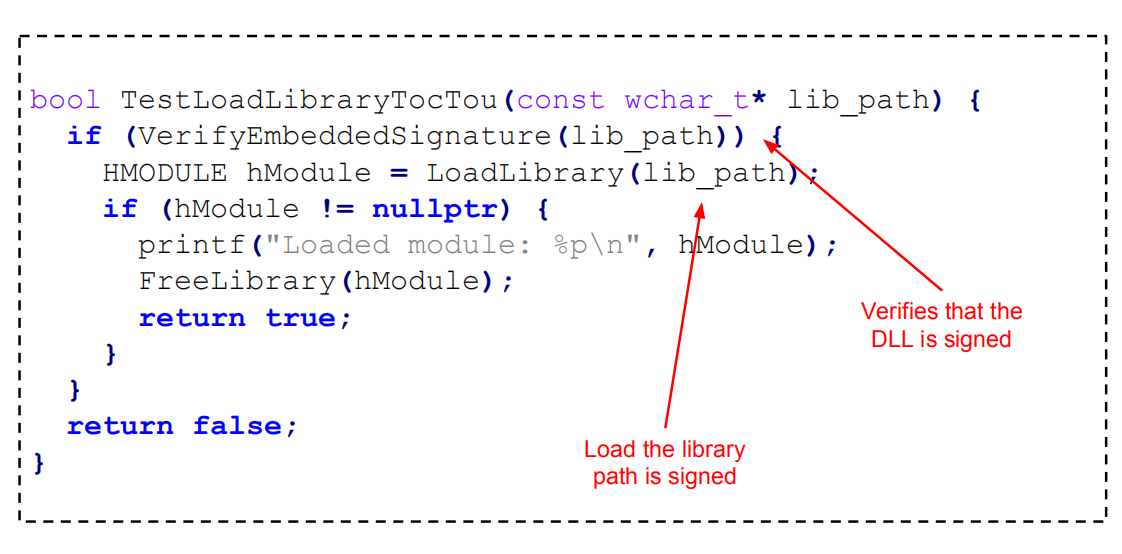 bool TestLoadLibraryTocTou(const wchar_t* lib_path) {
if (VerifyEmbeddedSignature(lib_path)) {
HMODULE hModule = LoadLibrary(lib_path);
if (hModule != nullptr) {
printf("Loaded module: %p\n", hModule);
FreeLibrary(hModule);
return true;
}
}
return false;
}
Verifies that the
DLL is signed
Load the library
path is signed